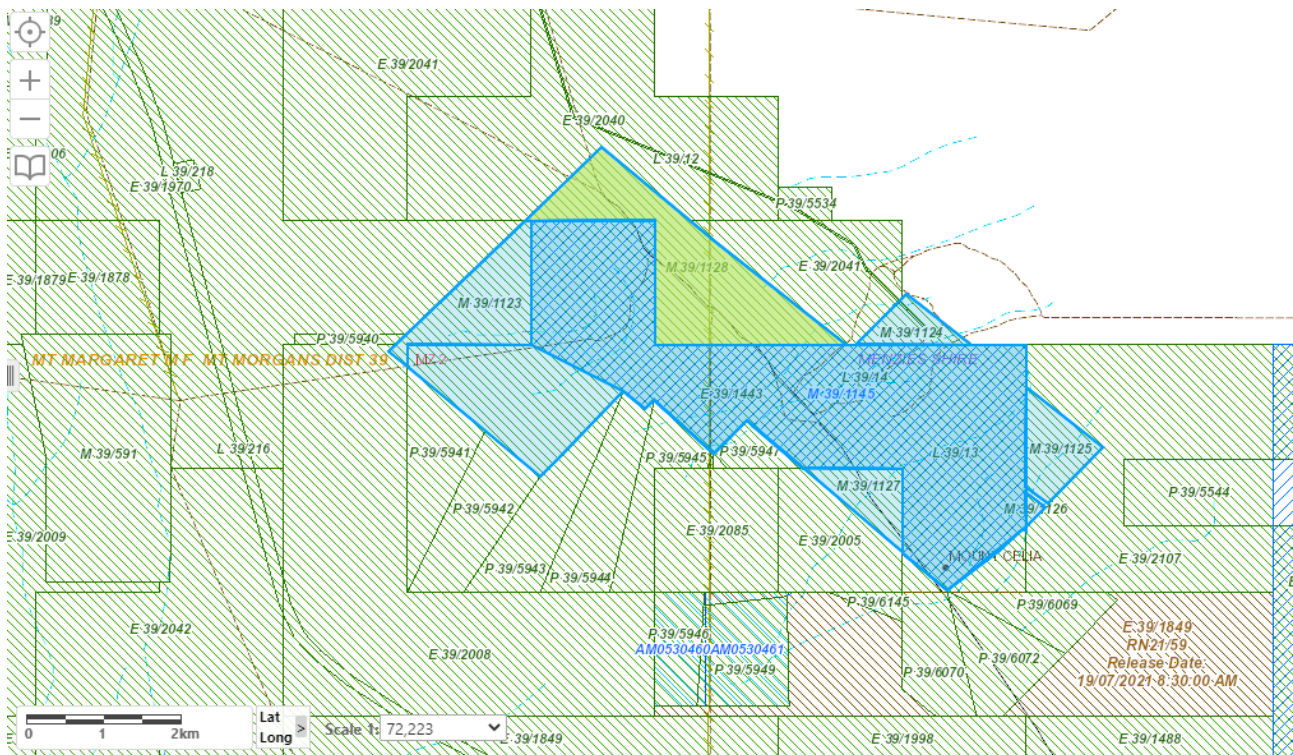 E 39/2041
E 39/2040
L 39/12
L 39/218
E 39/1970
P 39/5534
M 39/1128
E 39/2041
E 39/1879
E 39/1878
M 39/1123
M 39/1124
P 39/5940
MT MARGARET M F MT MORGANS DIST 39
MZ 2
MENZIES SHIRE
L 39/14
E 39/1443
M 39/1145
M 39/591
L 39/216
P 39/5941
P 39/5945
P 39/5947
L 39/13
M 39/1125
M 39/1127
P 39/5544
P 39/5942
M 39/1126
E 39/2009
E 39/2085
E 39/2005
MOUNT CELIA
E 39/2107
P 39/5943
P 39/5944
P 39/6145
P 39/6069
E 39/2042
P 39/5946
AM0530460
AM0530461
E 39/1849
RN21/59
Release Date:
19/07/2021 8:30:00 AM
E 39/2008
P 39/5949
P 39/6070
P 39/6072
0 1 2km
Lat
Long
>
Scale 1: 72,223
E 39/1849
E 39/1998
E 39/1488